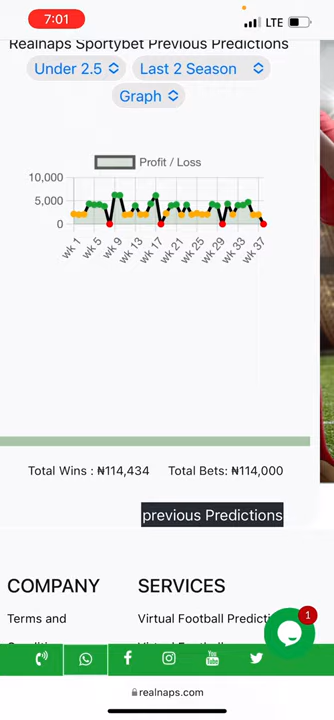 7:01
LTE
Realnaps Sportybet Previous Predictions
Under 2.5
Last 2 Season
Graph
Profit / Loss
10,000
5,000
0
wk 1
wk 5
wk 9
wk 13
wk 17
wk 21
wk 25
wk 29
wk 33
wk 37
Total Wins : ₦114,434
Total Bets: ₦114,000
previous Predictions
COMPANY
SERVICES
Terms and
Virtual Football Predicti
1
You
Tube
realnaps.com